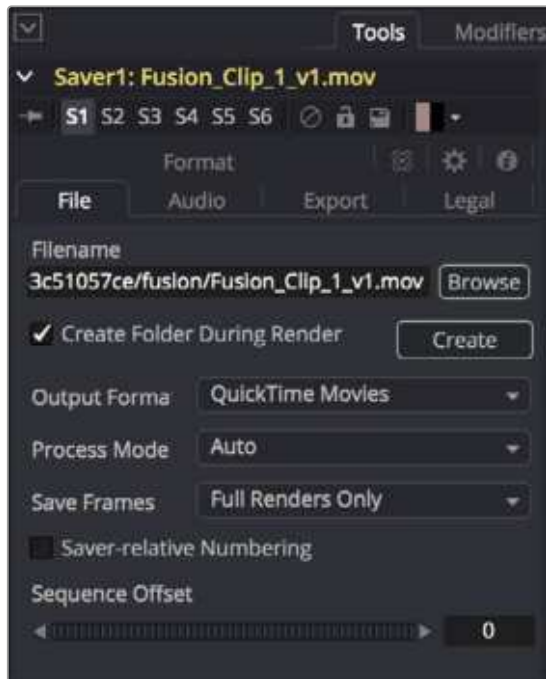 Tools Modifiers
Saver1: Fusion_Clip_1_v1.mov
S1 S2 S3 S4 S5 S6
Format
File Audio Export Legal
Filename
3c51057ce/fusion/Fusion_Clip_1_v1.mov Browse
Create Folder During Render Create
Output Forma QuickTime Movies
Process Mode Auto
Save Frames Full Renders Only
Saver-relative Numbering
Sequence Offset
0